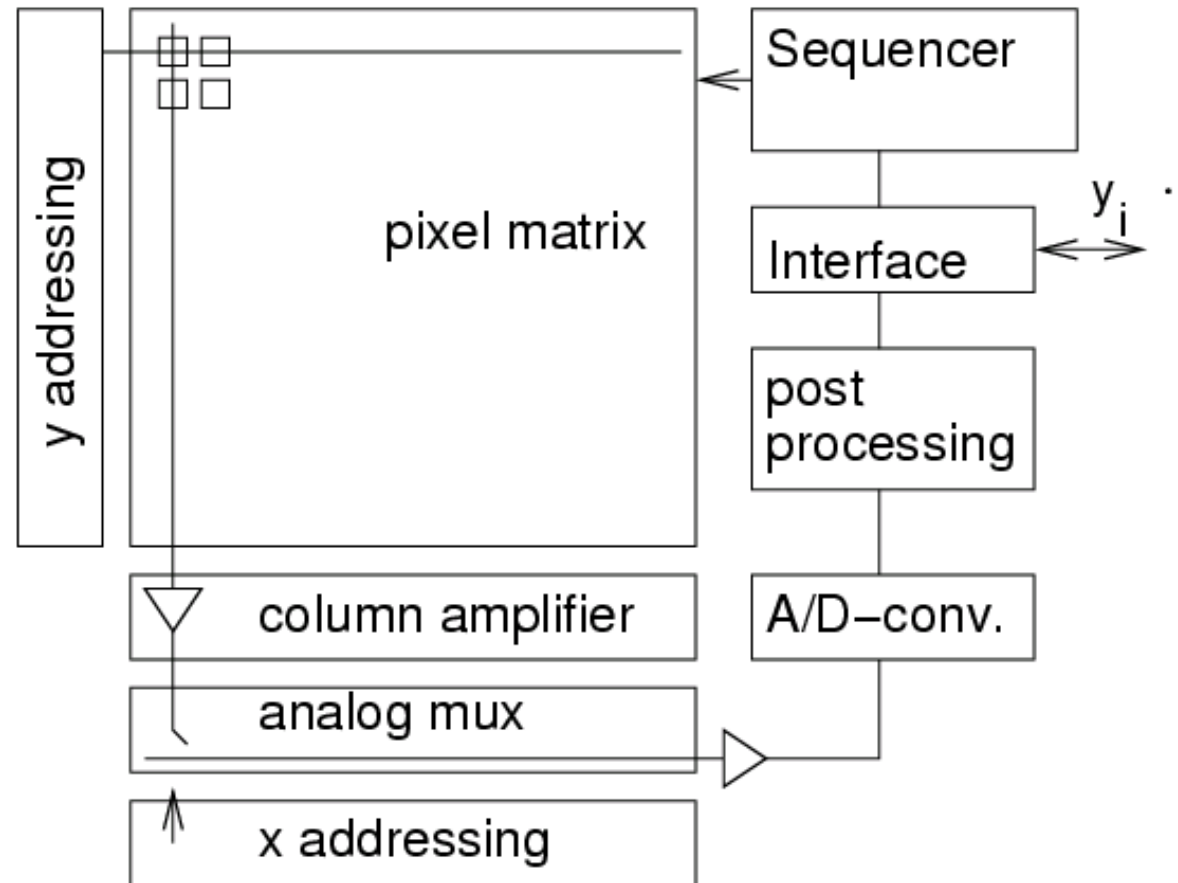 y addressing
pixel matrix
Sequencer
y
i
.
Interface
post
processing
column amplifier
A/D–conv.
analog mux
x addressing